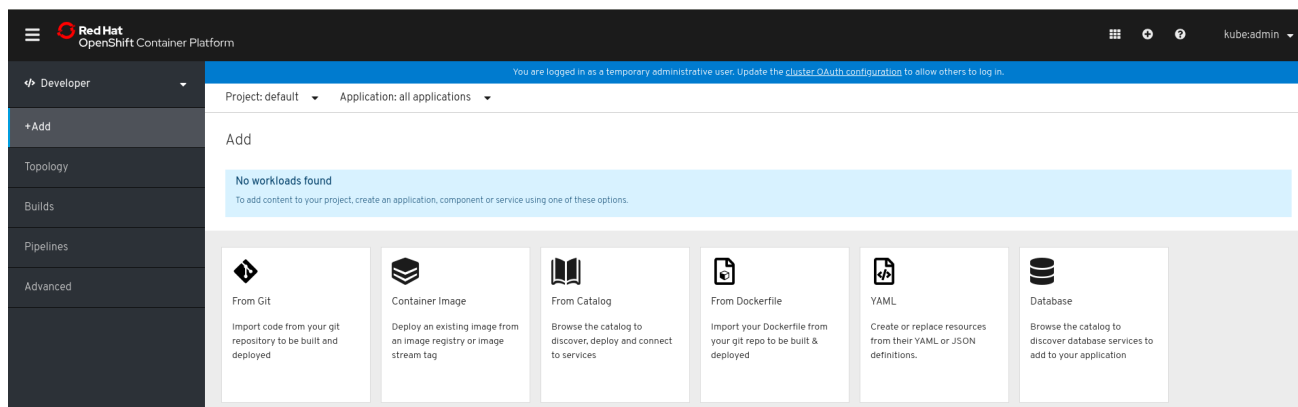 Red Hat
OpenShift Container Platform
kube:admin
Developer
You are logged in as a temporary administrative user. Update the cluster OAuth configuration to allow others to log in.
Project: default Application: all applications
+Add
Add
Topology
No workloads found
To add content to your project, create an application, component or service using one of these options.
Builds
Pipelines
Advanced
From Git
Import code from your git
repository to be built and
deployed
Container Image
Deploy an existing image from
an image registry or image
stream tag
From Catalog
Browse the catalog to
discover, deploy and connect
to services
From Dockerfile
Import your Dockerfile from
your git repo to be built &
deployed
YAML
Create or replace resources
from their YAML or JSON
definitions.
Database
Browse the catalog to
discover database services to
add to your application